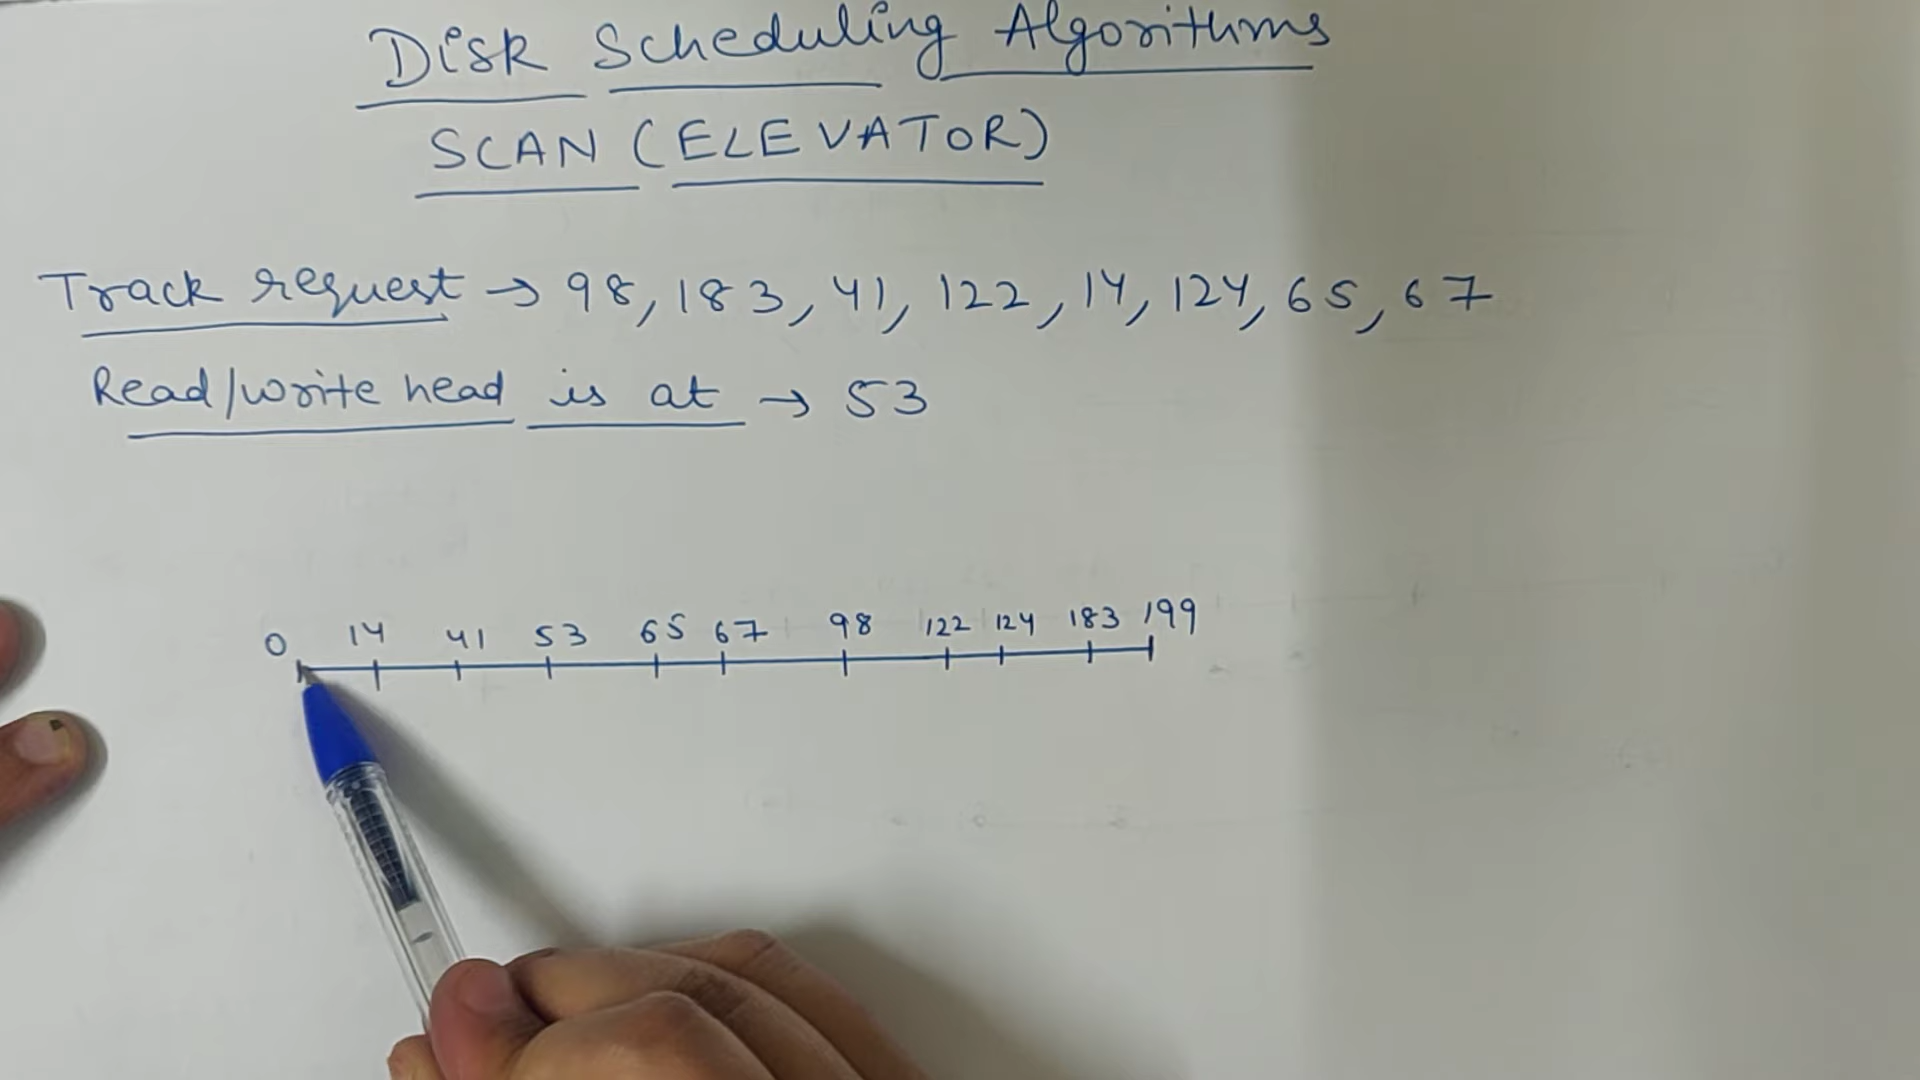 Disk Scheduling Algorithms
SCAN (ELEVATOR)
Track request → 98, 183, 41, 122, 14, 124, 65, 67
Read/write head is at → 53
0 14 41 53 65 67 98 122 124 183 199